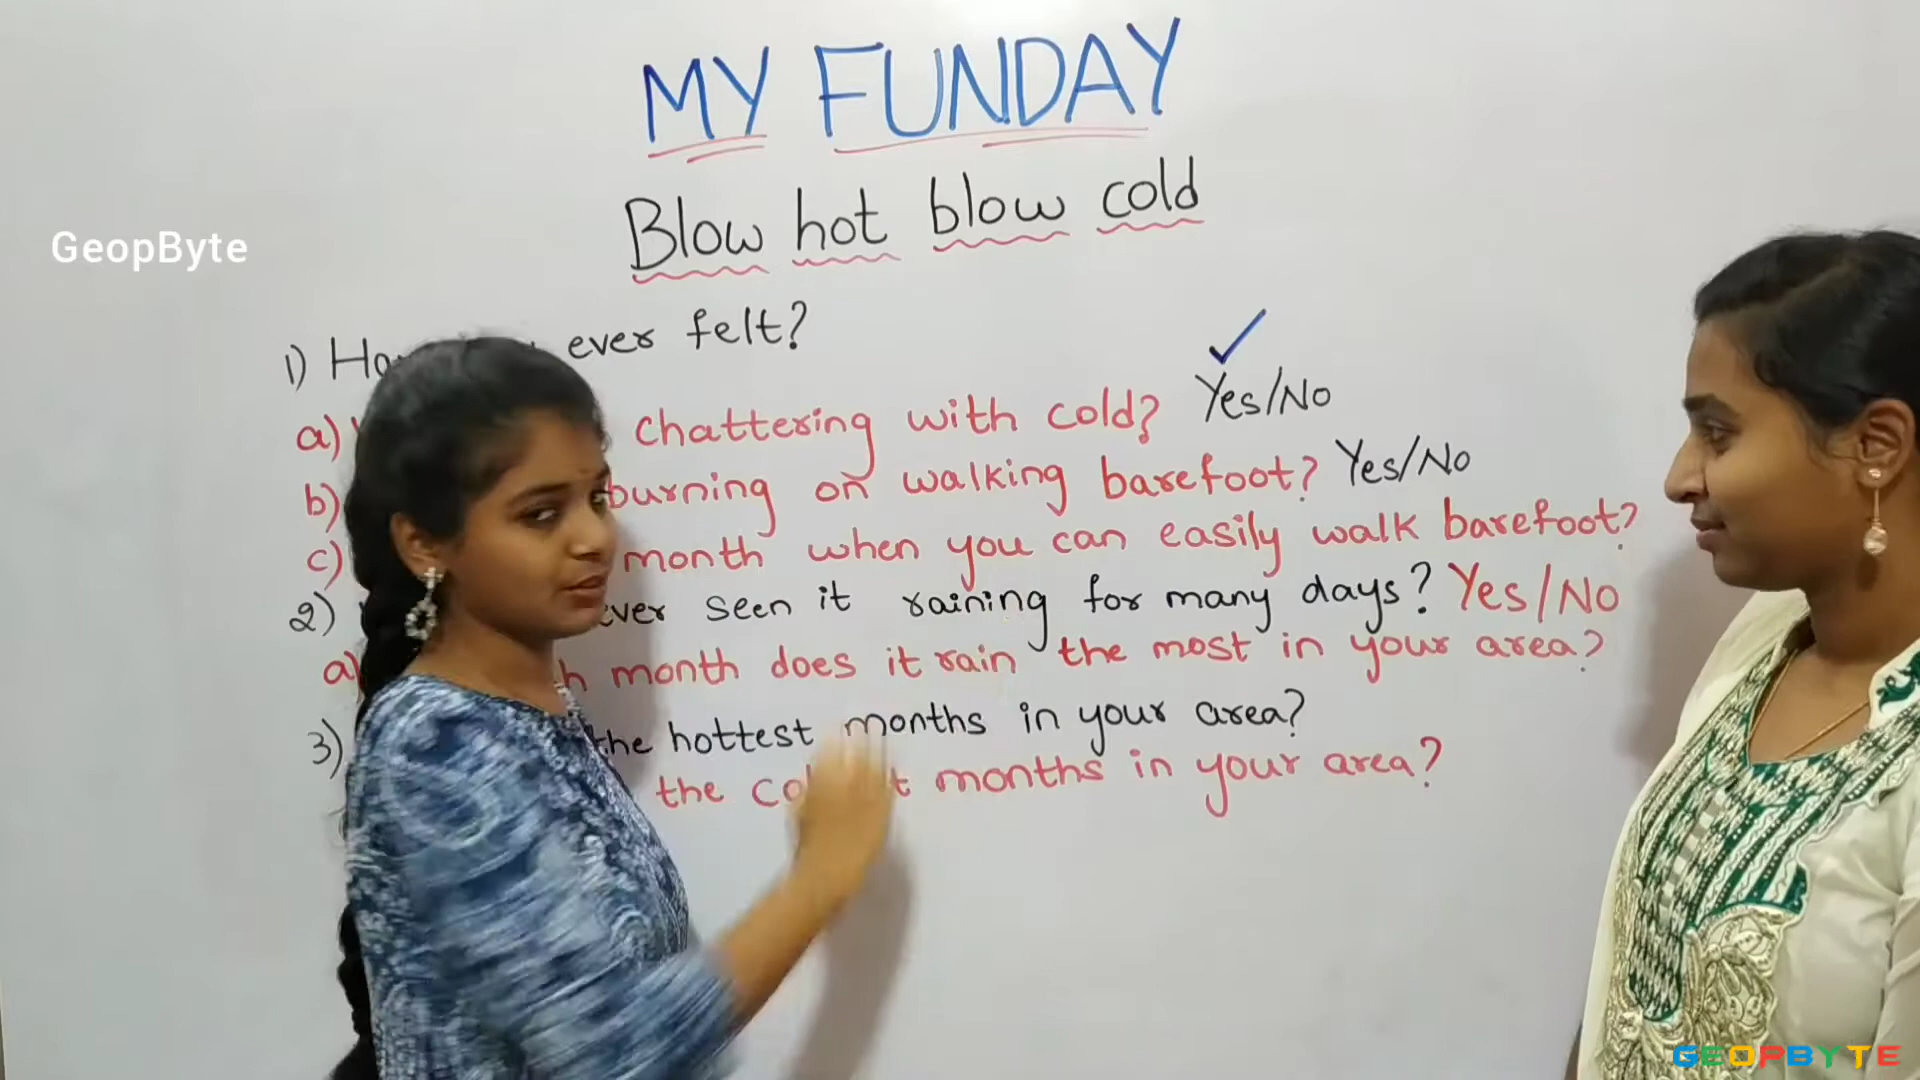 MY FUNDAY
Blow hot blow cold
GeopByte
1) ever felt?
a) chattering with cold? Yes/No
b) burning on walking barefoot? Yes/No
c) month when you can easily walk barefoot?
2) ever seen it raining for many days? Yes/No
a) month does it rain the most in your area?
3) the hottest months in your area?
the months in your area?
GEOPBYTE